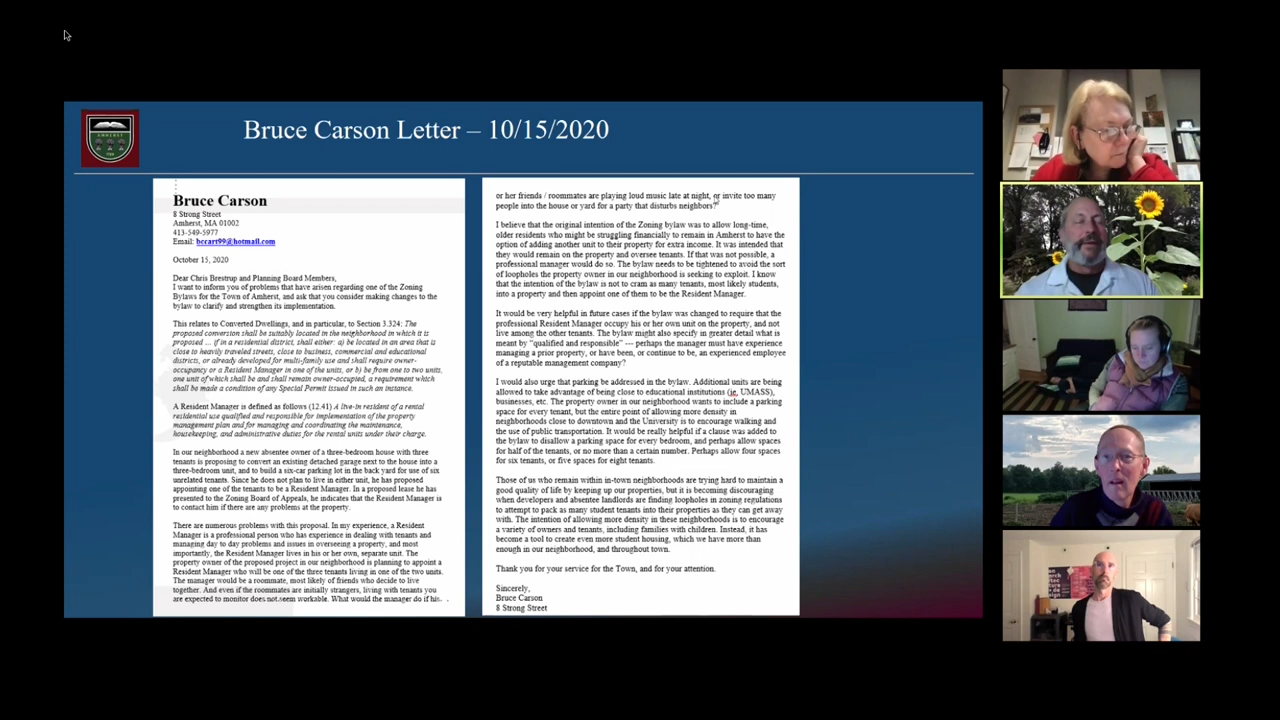 Bruce Carson Letter – 10/15/2020
AMHERST
Bruce Carson
8 Strong Street
Amherst, MA 01002
413-549-5977
Email: bccart99@hotmail.com
October 15, 2020
Dear Chris Brestrup and Planning Board Members,
I want to inform you of problems that have arisen regarding one of the Zoning
Bylaws for the Town of Amherst, and ask that you consider making changes to the
bylaw to clarify and strengthen its implementation.
This relates to Converted Dwellings, and in particular, to Section 3.324: The
proposed conversion shall be suitably located in the neighborhood in which it is
proposed ... if in a residential district, shall either: a) be located in an area that is
close to heavily traveled streets, close to business, commercial and educational
districts, or already developed for multi-family use and shall require owner-
occupancy or a Resident Manager in one of the units, or b) be from one to two units,
one unit of which shall be and shall remain owner-occupied, a requirement which
shall be made a condition of any Special Permit issued in such an instance.
A Resident Manager is defined as follows (12.41) A live-in resident of a rental
residential use qualified and responsible for implementation of the property
management plan and for managing and coordinating the maintenance,
housekeeping, and administrative duties for the rental units under their charge.
In our neighborhood a new absentee owner of a three-bedroom house with three
tenants is proposing to convert an existing detached garage next to the house into a
three-bedroom unit, and to build a six-car parking lot in the back yard for use of six
unrelated tenants. Since he does not plan to live in either unit, he has proposed
appointing one of the tenants to be a Resident Manager. In a proposed lease he has
presented to the Zoning Board of Appeals, he indicates that the Resident Manager is
to contact him if there are any problems at the property.
There are numerous problems with this proposal. In my experience, a Resident
Manager is a professional person who has experience in dealing with tenants and
managing day to day problems and issues in overseeing a property, and most
importantly, the Resident Manager lives in his or her own, separate unit. The
property owner of the proposed project in our neighborhood is planning to appoint a
Resident Manager who will be one of the three tenants living in one of the two units.
The manager would be a roommate, most likely of friends who decide to live
together. And even if the roommates are initially strangers, living with tenants you
are expected to monitor does not seem workable. What would the manager do if his
or her friends / roommates are playing loud music late at night, or invite too many
people into the house or yard for a party that disturbs neighbors?
I believe that the original intention of the Zoning bylaw was to allow long-time,
older residents who might be struggling financially to remain in Amherst to have the
option of adding another unit to their property for extra income. It was intended that
they would remain on the property and oversee tenants. If that was not possible, a
professional manager would do so. The bylaw needs to be tightened to avoid the sort
of loopholes the property owner in our neighborhood is seeking to exploit. I know
that the intention of the bylaw is not to cram as many tenants, most likely students,
into a property and then appoint one of them to be the Resident Manager.
It would be very helpful in future cases if the bylaw was changed to require that the
professional Resident Manager occupy his or her own unit on the property, and not
live among the other tenants. The bylaw might also specify in greater detail what is
meant by "qualified and responsible" --- perhaps the manager must have experience
managing a prior property, or have been, or continue to be, an experienced employee
of a reputable management company?
I would also urge that parking be addressed in the bylaw. Additional units are being
allowed to take advantage of being close to educational institutions (ie, UMASS),
businesses, etc. The property owner in our neighborhood wants to include a parking
space for every tenant, but the entire point of allowing more density in
neighborhoods close to downtown and the University is to encourage walking and
the use of public transportation. It would be really helpful if a clause was added to
the bylaw to disallow a parking space for every bedroom, and perhaps allow spaces
for half of the tenants, or no more than a certain number. Perhaps allow four spaces
for six tenants, or five spaces for eight tenants.
Those of us who remain within in-town neighborhoods are trying hard to maintain a
good quality of life by keeping up our properties, but it is becoming discouraging
when developers and absentee landlords are finding loopholes in zoning regulations
to attempt to pack as many student tenants into their properties as they can get away
with. The intention of allowing more density in these neighborhoods is to encourage
a variety of owners and tenants, including families with children. Instead, it has
become a tool to create even more student housing, which we have more than
enough in our neighborhood, and throughout town.
Thank you for your service for the Town, and for your attention.
Sincerely,
Bruce Carson
8 Strong Street